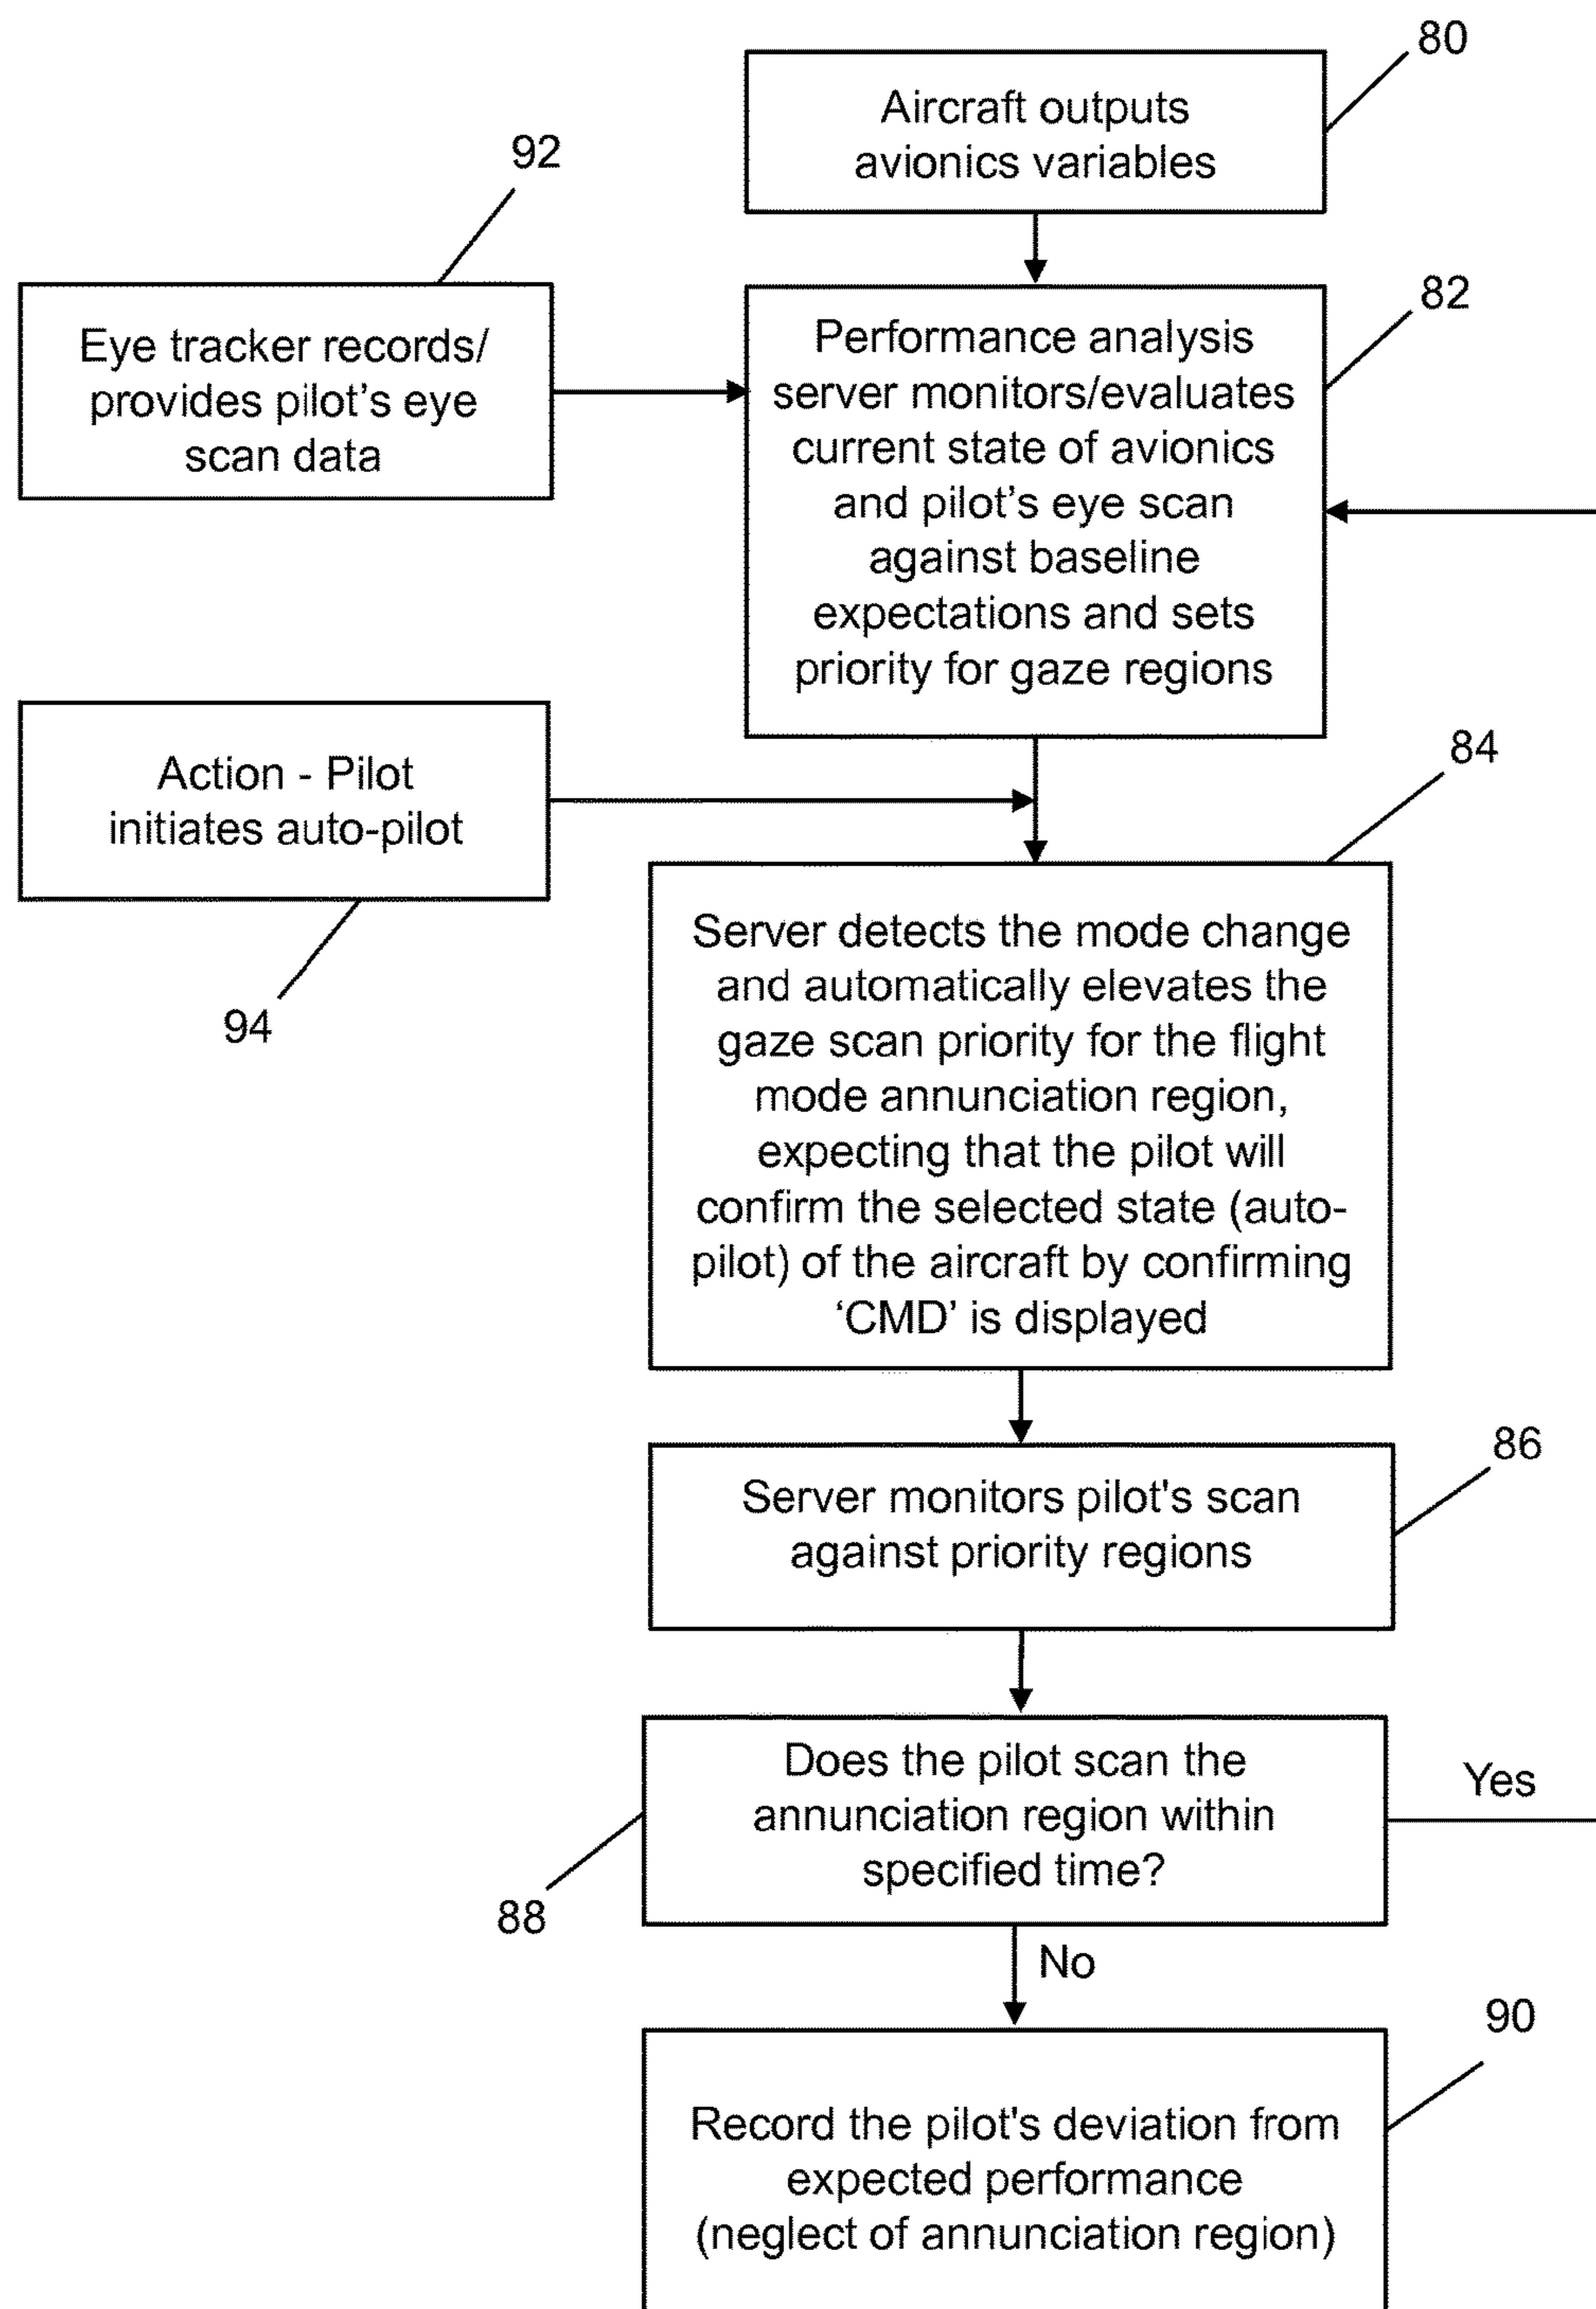 80
Aircraft outputs
avionics variables
92
Eye tracker records/
provides pilot's eye
scan data
82
Performance analysis
server monitors/evaluates
current state of avionics
and pilot's eye scan
against baseline
expectations and sets
priority for gaze regions
Action - Pilot
initiates auto-pilot
94
84
Server detects the mode change
and automatically elevates the
gaze scan priority for the flight
mode annunciation region,
expecting that the pilot will
confirm the selected state (auto-
pilot) of the aircraft by confirming
‘CMD’ is displayed
86
Server monitors pilot's scan
against priority regions
Does the pilot scan the
annunciation region within
specified time?
Yes
88
No
90
Record the pilot's deviation from
expected performance
(neglect of annunciation region)